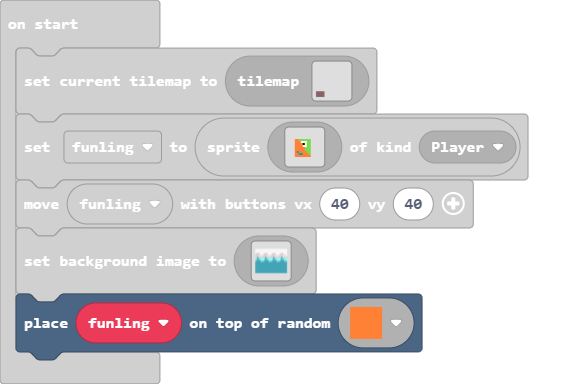 on start
set current tilemap to tilemap
set funling to sprite of kind Player
move funling with buttons vx 40 vy 40
set background image to
place funling on top of random